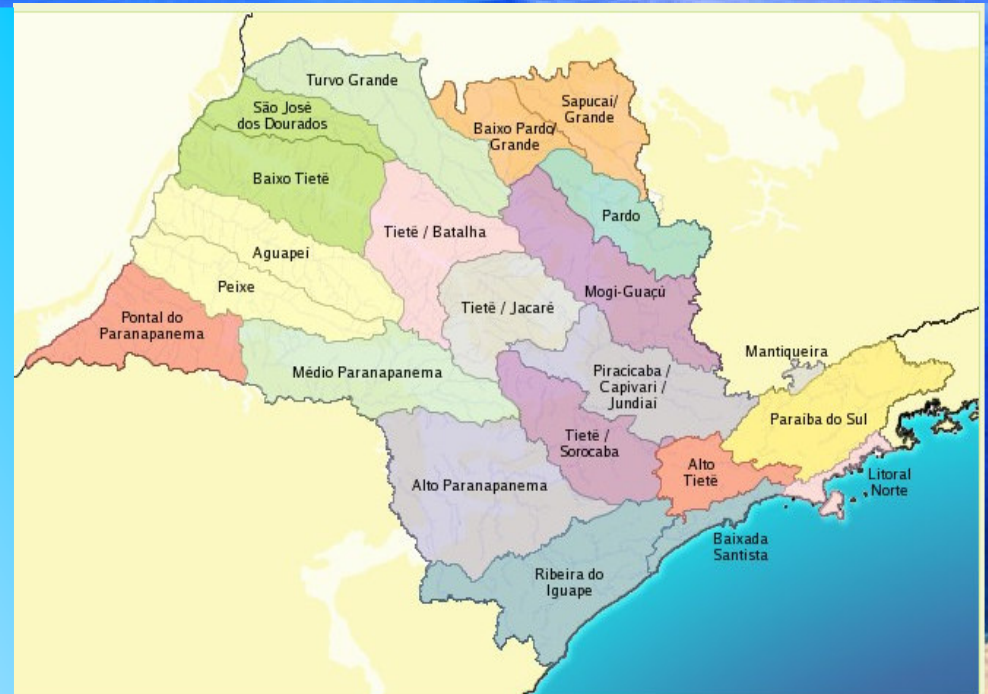 Turvo Grande
Sapucaí/
Grande
São José
dos Dourados
Baixo Pardo/
Grande
Baixo Tietê
Pardo
Tietê / Batalha
Aguapeí
Peixe
Mogi-Guaçú
Tietê / Jacaré
Pontal do
Paranapanema
Médio Paranapanema
Mantiqueira
Piracicaba /
Capivari /
Jundiaí
Paraíba do Sul
Tietê /
Sorocaba
Alto
Tietê
Litoral
Norte
Alto Paranapanema
Baixada
Santista
Ribeira do
Iguape